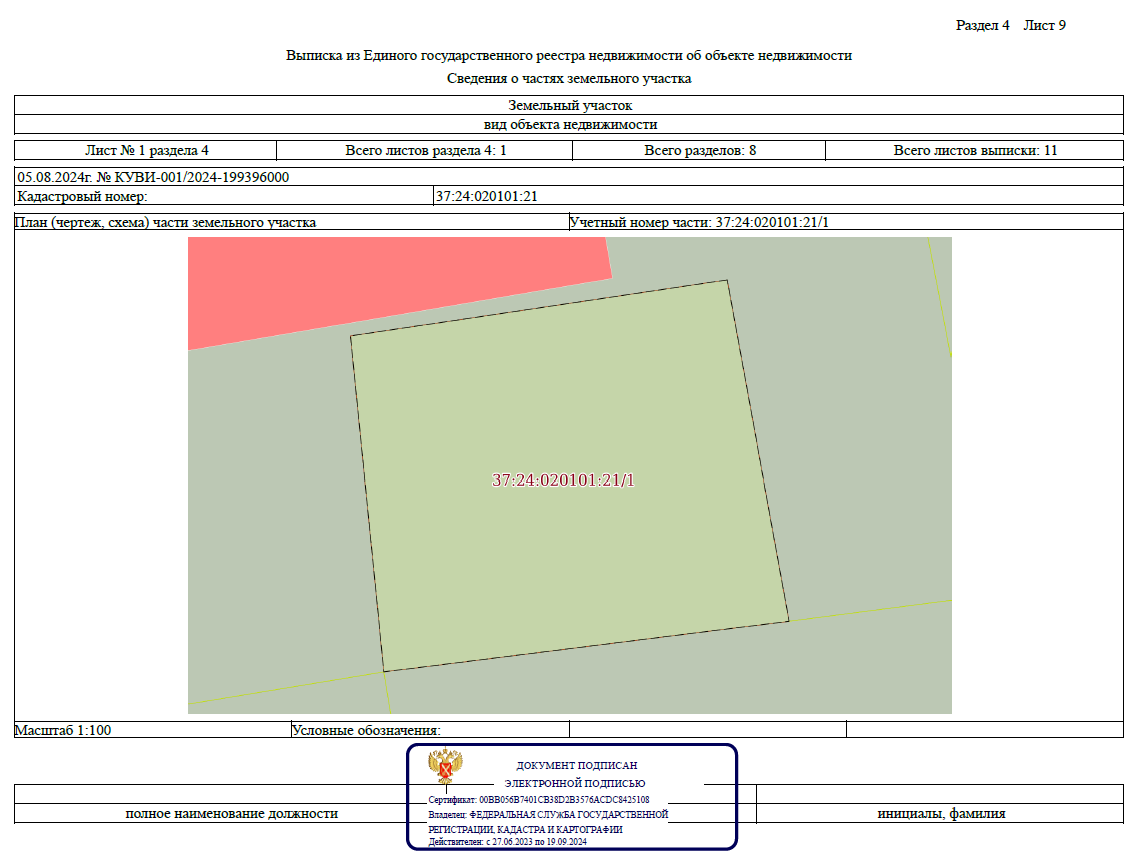 Раздел 4 Лист 9
Выписка из Единого государственного реестра недвижимости об объекте недвижимости
Сведения о частях земельного участка
Земельный участок
вид объекта недвижимости
Лист № 1 раздела 4 Всего листов раздела 4: 1 Всего разделов: 8 Всего листов выписки: 11
05.08.2024г. № КУВИ-001/2024-199396000
Кадастровый номер: 37:24:020101:21
План (чертеж, схема) части земельного участка Учетный номер части: 37:24:020101:21/1
37:24:020101:21/1
Масштаб 1:100 Условные обозначения:
ДОКУМЕНТ ПОДПИСАН
ЭЛЕКТРОННОЙ ПОДПИСЬЮ
Сертификат: 00BB056B7401CB38D2B3576ACDC8425108
Владелец: ФЕДЕРАЛЬНАЯ СЛУЖБА ГОСУДАРСТВЕННОЙ
РЕГИСТРАЦИИ, КАДАСТРА И КАРТОГРАФИИ
Действителен: с 27.06.2023 по 19.09.2024
полное наименование должности инициалы, фамилия